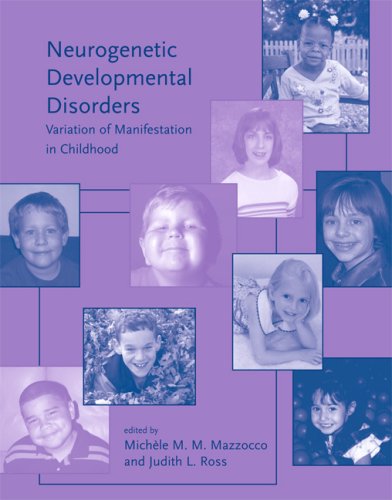 Neurogenetic
Developmental
Disorders
Variation of Manifestation
in Childhood
edited by
Michèle M. M. Mazzocco
and Judith L. Ross